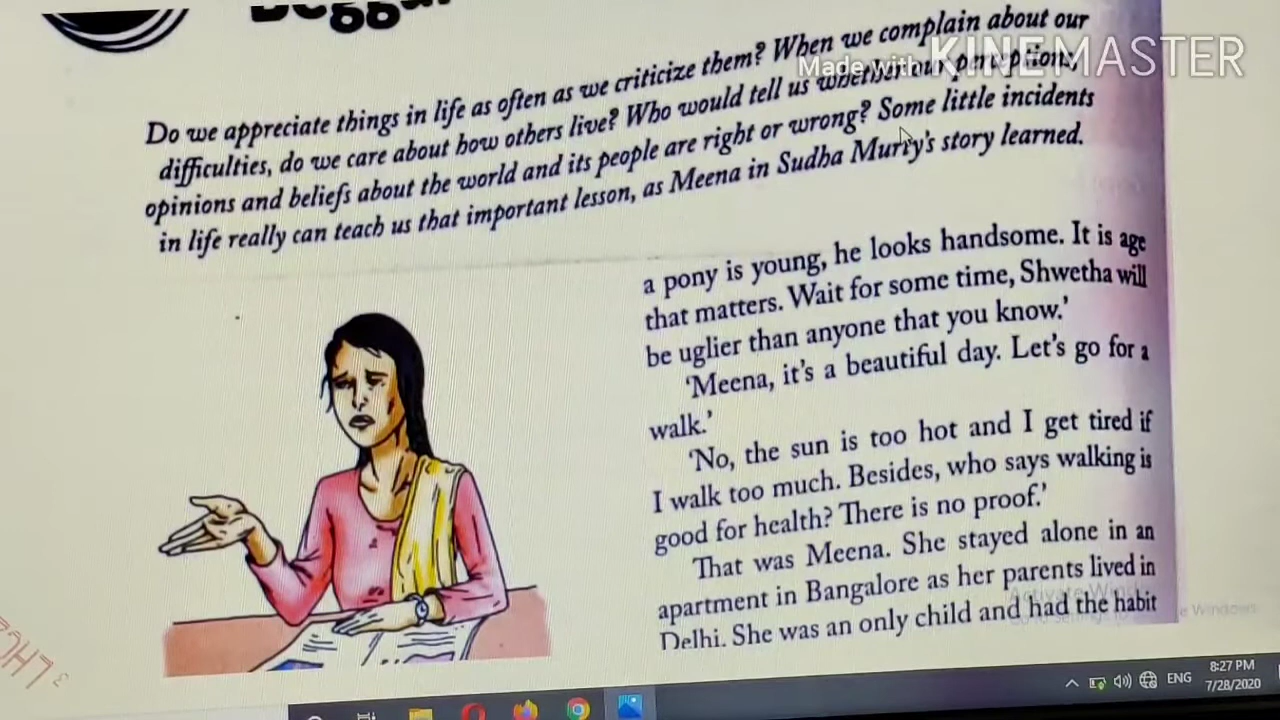 Do we appreciate things in life as often as we criticize them? When we complain about our
difficulties, do we care about how others live? Who would tell us whether our perceptions,
opinions and beliefs about the world and its people are right or wrong? Some little incidents
in life really can teach us that important lesson, as Meena in Sudha Murty's story learned.
Made with KINEMASTER
a pony is young, he looks handsome. It is age
that matters. Wait for some time, Shwetha will
be uglier than anyone that you know.'
'Meena, it's a beautiful day. Let's go for a
walk.'
'No, the sun is too hot and I get tired if
I walk too much. Besides, who says walking is
good for health? There is no proof.'
That was Meena. She stayed alone in an
apartment in Bangalore as her parents lived in
Delhi. She was an only child and had the habit
Activate Windows
ENG
8:27 PM
7/28/2020